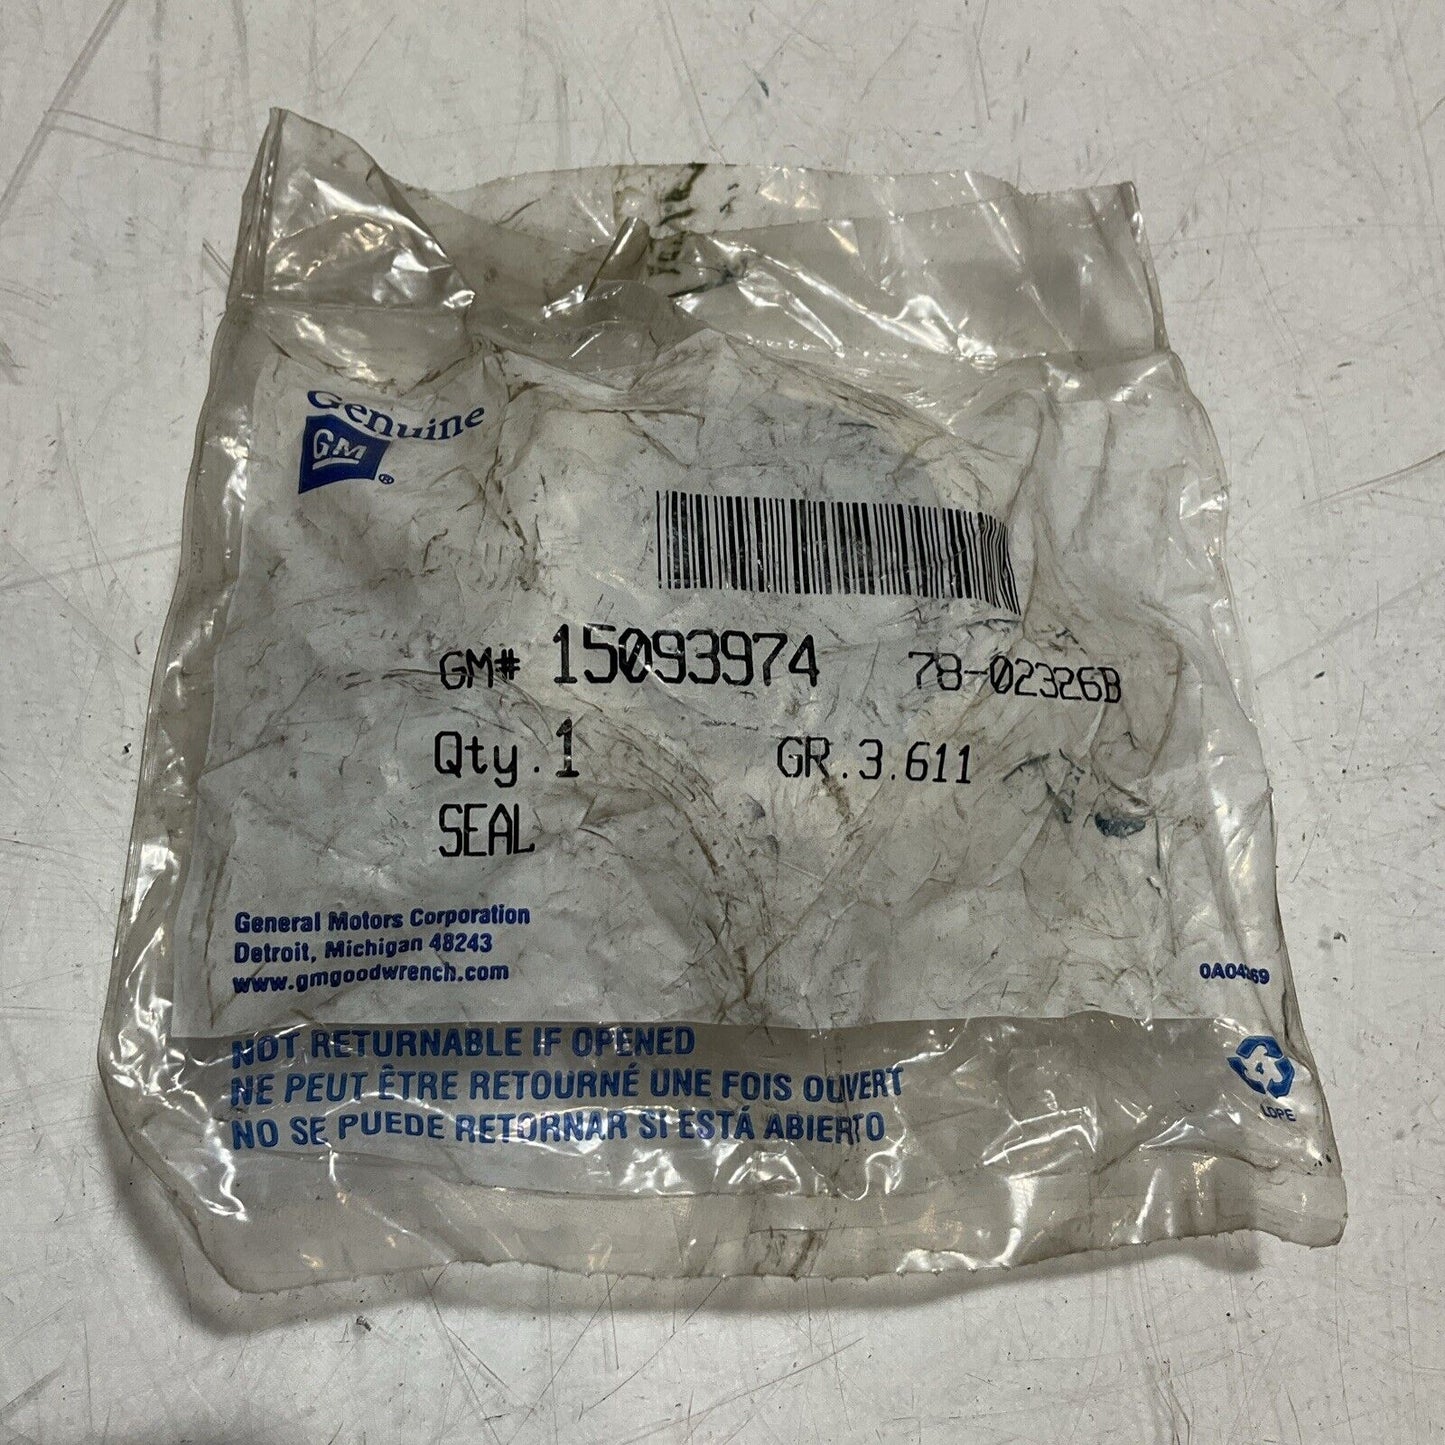 Genuine
GM®
GM# 15093974 78-02326B
Qty.1 GR.3.611
SEAL
General Motors Corporation
Detroit, Michigan 48243
www.gmgoodwrench.com
NOT RETURNABLE IF OPENED
NE PEUT ÊTRE RETOURNÉ UNE FOIS OUVERT
NO SE PUEDE RETORNAR SI ESTÁ ABIERTO
4
LDPE